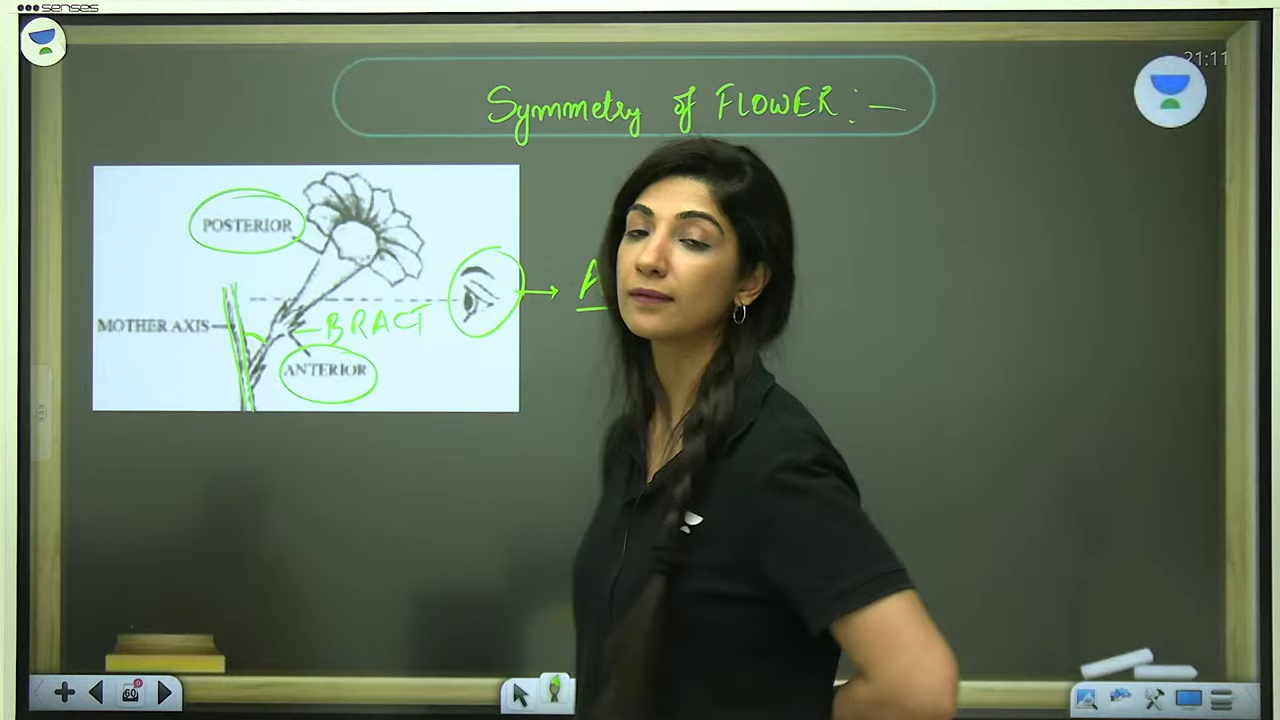 senses
21:11
Symmetry of FLOWER : —
POSTERIOR
MOTHER AXIS
BRACT
ANTERIOR
60